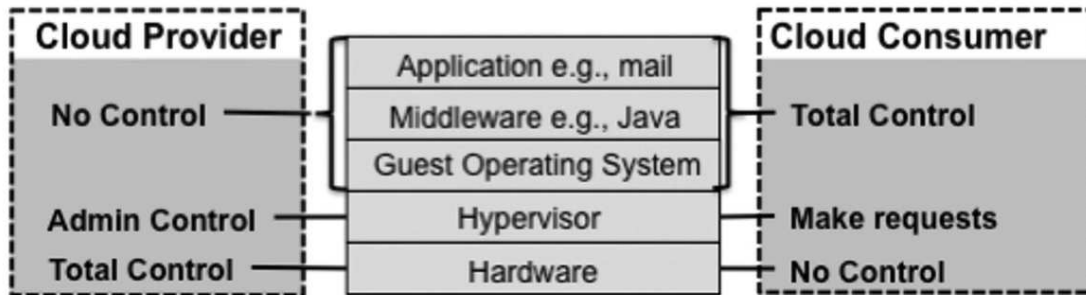 Cloud Provider
Cloud Consumer
Application e.g., mail
No Control
Middleware e.g., Java
Total Control
Guest Operating System
Admin Control
Hypervisor
Make requests
Total Control
Hardware
No Control